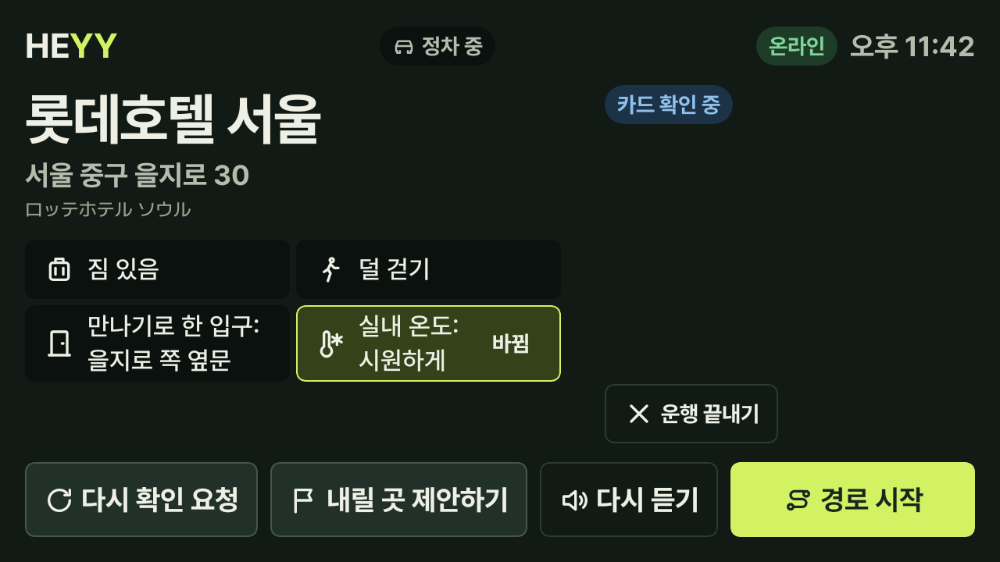 HEYY
정차 중
온라인
오후 11:42
롯데호텔 서울
카드 확인 중
서울 중구 을지로 30
ロッテホテル ソウル
짐 있음
덜 걷기
만나기로 한 입구:
을지로 쪽 옆문
실내 온도:
시원하게
바뀜
운행 끝내기
다시 확인 요청
내릴 곳 제안하기
다시 듣기
경로 시작